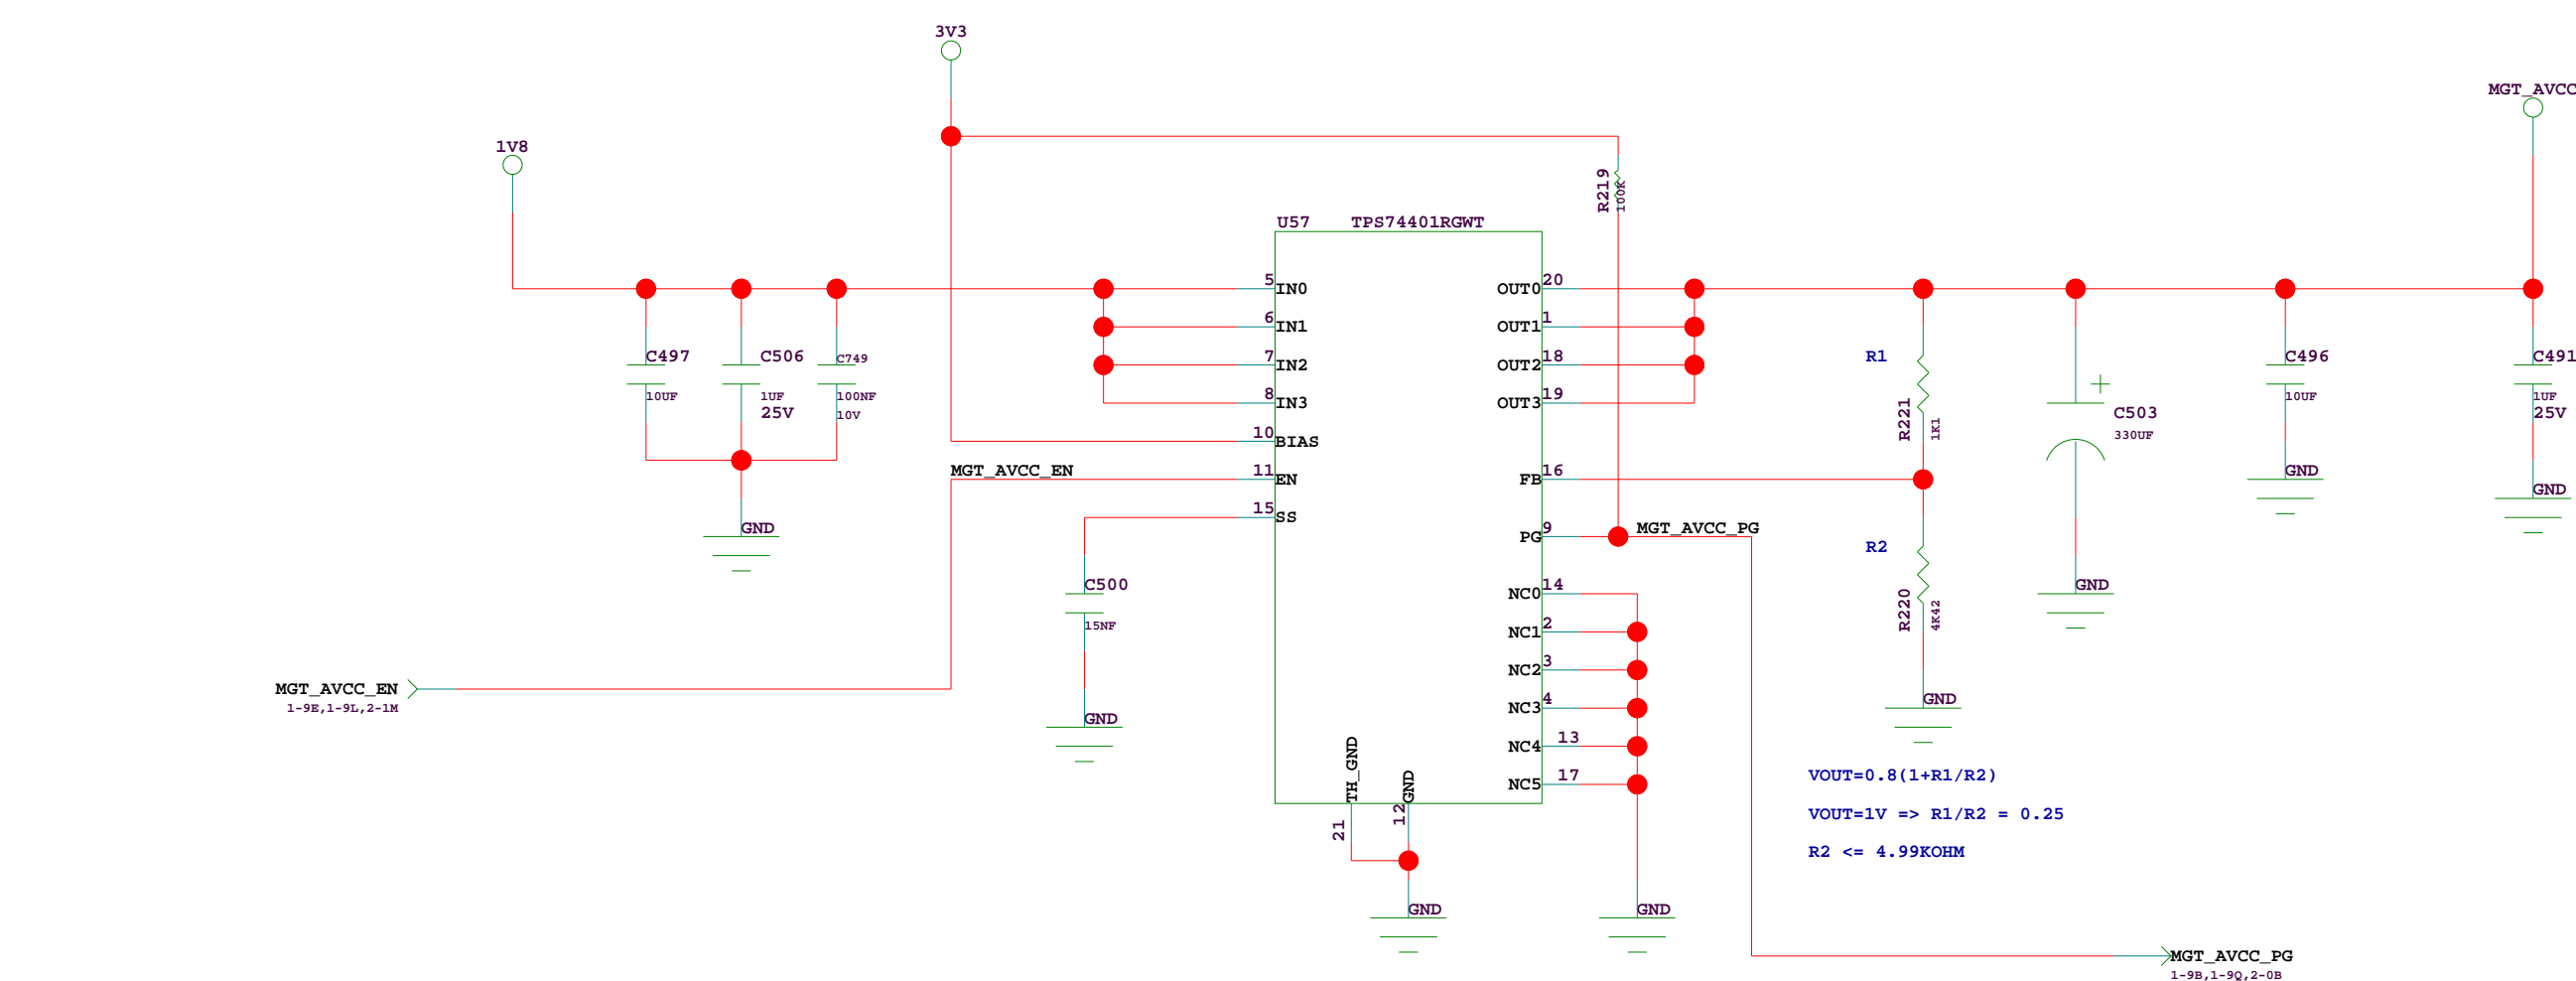 3V3
MGT_AVCC
1V8
R219
100K
U57 TPS74401RGWT
5 IN0
6 IN1
7 IN2
8 IN3
10 BIAS
11 EN
15 SS
OUT0 20
OUT1 1
OUT2 18
OUT3 19
FB 16
PG 9
NC0 14
NC1 2
NC2 3
NC3 4
NC4 13
NC5 17
TH_GND
21
GND
12
GND
GND
C497
10UF
C506
1UF
25V
C749
100NF
10V
GND
MGT_AVCC_EN
C500
15NF
GND
MGT_AVCC_EN
1-9E,1-9L,2-1M
MGT_AVCC_PG
R1
R221
1K1
R2
R220
4K42
GND
C503
330UF
GND
C496
10UF
GND
C491
1UF
25V
GND
VOUT=0.8(1+R1/R2)
VOUT=1V => R1/R2 = 0.25
R2 <= 4.99KOHM
MGT_AVCC_PG
1-9B,1-9Q,2-0B